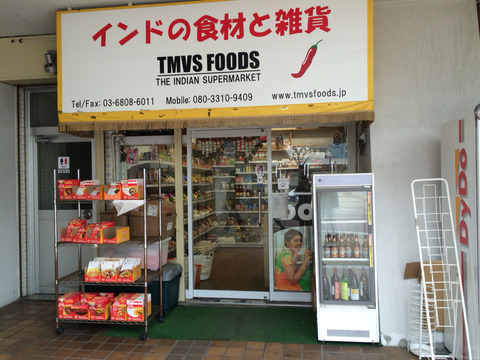 インドの食材と雑貨
TMVS FOODS
THE INDIAN SUPERMARKET
Tel/Fax: 03-6808-6011 Mobile: 080-3310-9409 www.tmvsfoods.jp
DyDo